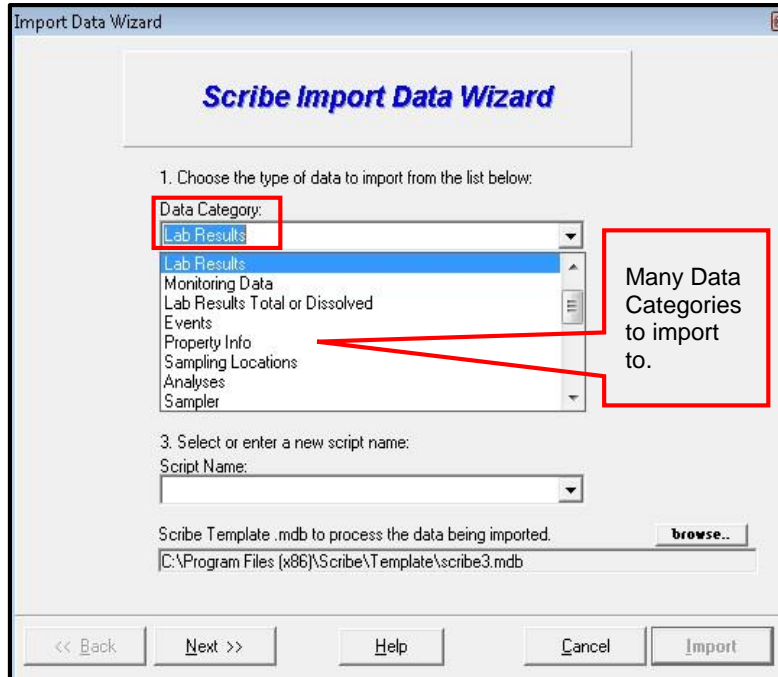 Import Data Wizard
Scribe Import Data Wizard
1. Choose the type of data to import from the list below:
Data Category:
Lab Results
Lab Results
Monitoring Data
Lab Results Total or Dissolved
Events
Property Info
Sampling Locations
Analyses
Sampler
Many Data
Categories
to import
to.
3. Select or enter a new script name:
Script Name:
Scribe Template .mdb to process the data being imported.
browse..
C:\Program Files (x86)\Scribe\Template\scribe3.mdb
<< Back
Next >>
Help
Cancel
Import